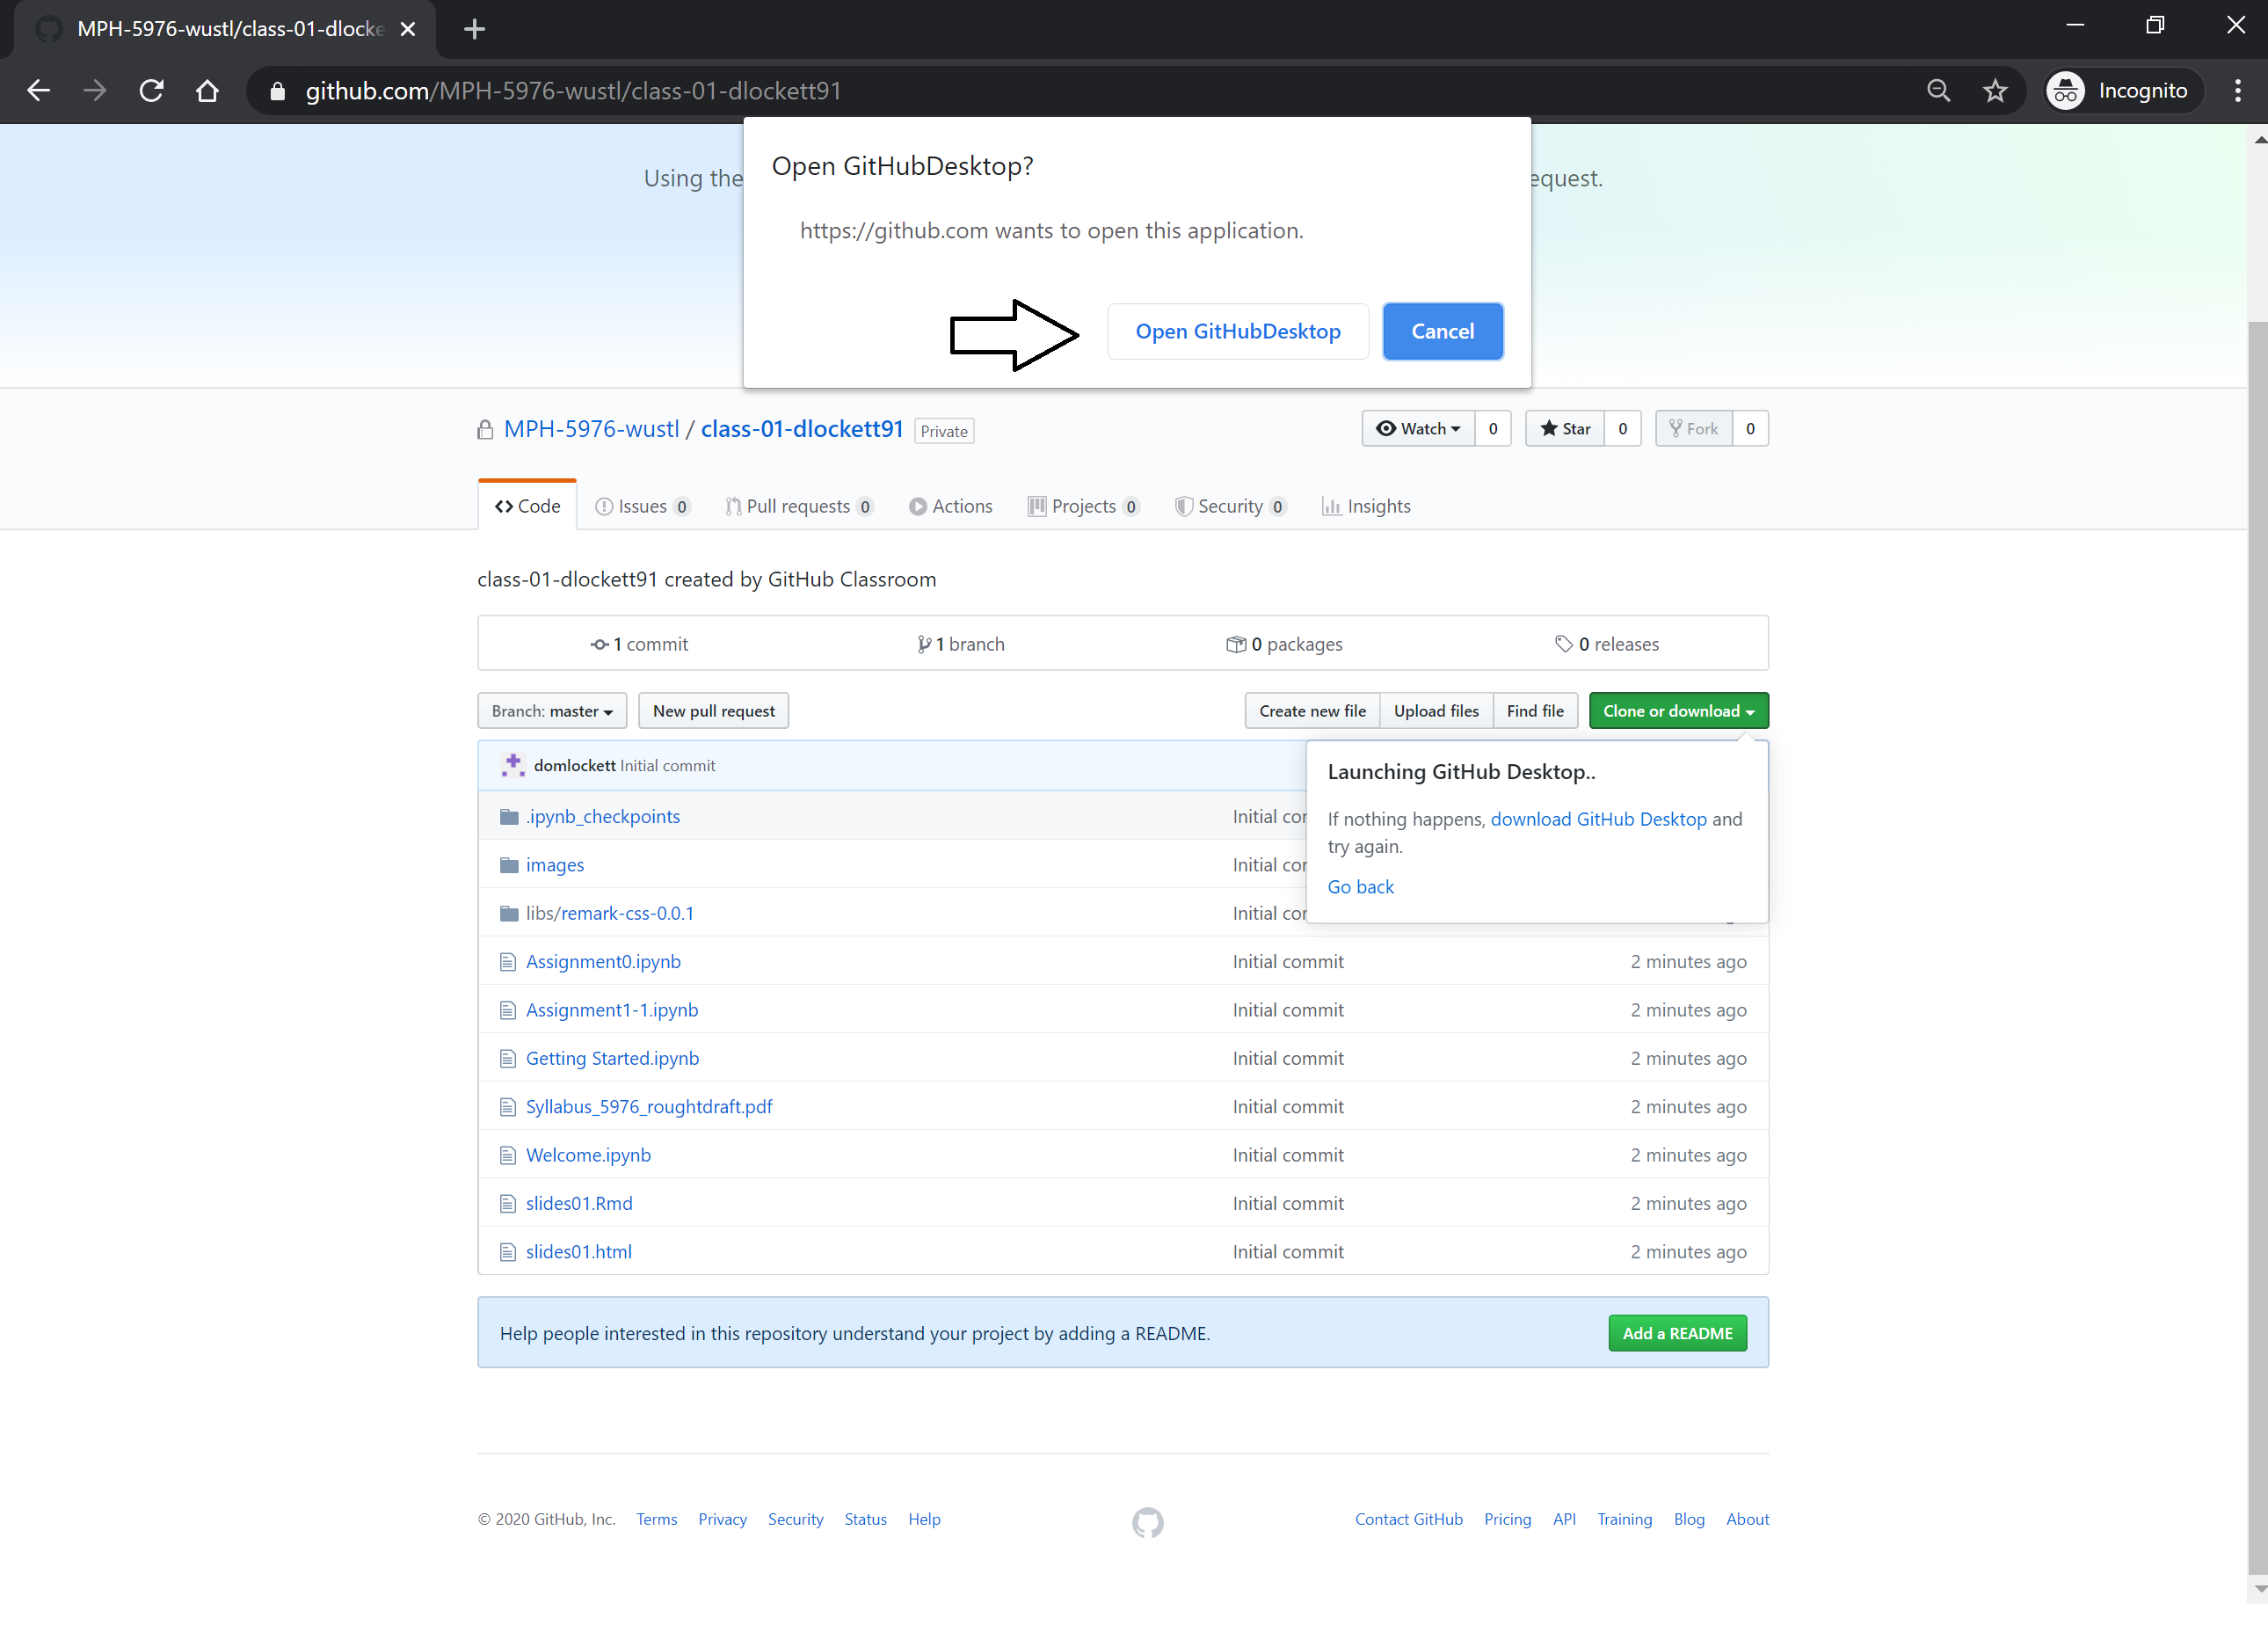 MPH-5976-wustl/class-01-dlocke
github.com/MPH-5976-wustl/class-01-dlockett91
Incognito
Open GitHubDesktop?
Using the
equest.
https://github.com wants to open this application.
Open GitHubDesktop
Cancel
MPH-5976-wustl / class-01-dlockett91 Private
Watch 0
Star 0
Fork 0
Code
Issues 0
Pull requests 0
Actions
Projects 0
Security 0
Insights
class-01-dlockett91 created by GitHub Classroom
1 commit
1 branch
0 packages
0 releases
Branch: master
New pull request
Create new file
Upload files
Find file
Clone or download
domlockett Initial commit
Launching GitHub Desktop..
If nothing happens, download GitHub Desktop and
try again.
Go back
.ipynb_checkpoints Initial cor
images Initial cor
libs/remark-css-0.0.1 Initial cor
Assignment0.ipynb Initial commit 2 minutes ago
Assignment1-1.ipynb Initial commit 2 minutes ago
Getting Started.ipynb Initial commit 2 minutes ago
Syllabus_5976_roughtdraft.pdf Initial commit 2 minutes ago
Welcome.ipynb Initial commit 2 minutes ago
slides01.Rmd Initial commit 2 minutes ago
slides01.html Initial commit 2 minutes ago
Help people interested in this repository understand your project by adding a README.
Add a README
© 2020 GitHub, Inc. Terms Privacy Security Status Help
Contact GitHub Pricing API Training Blog About